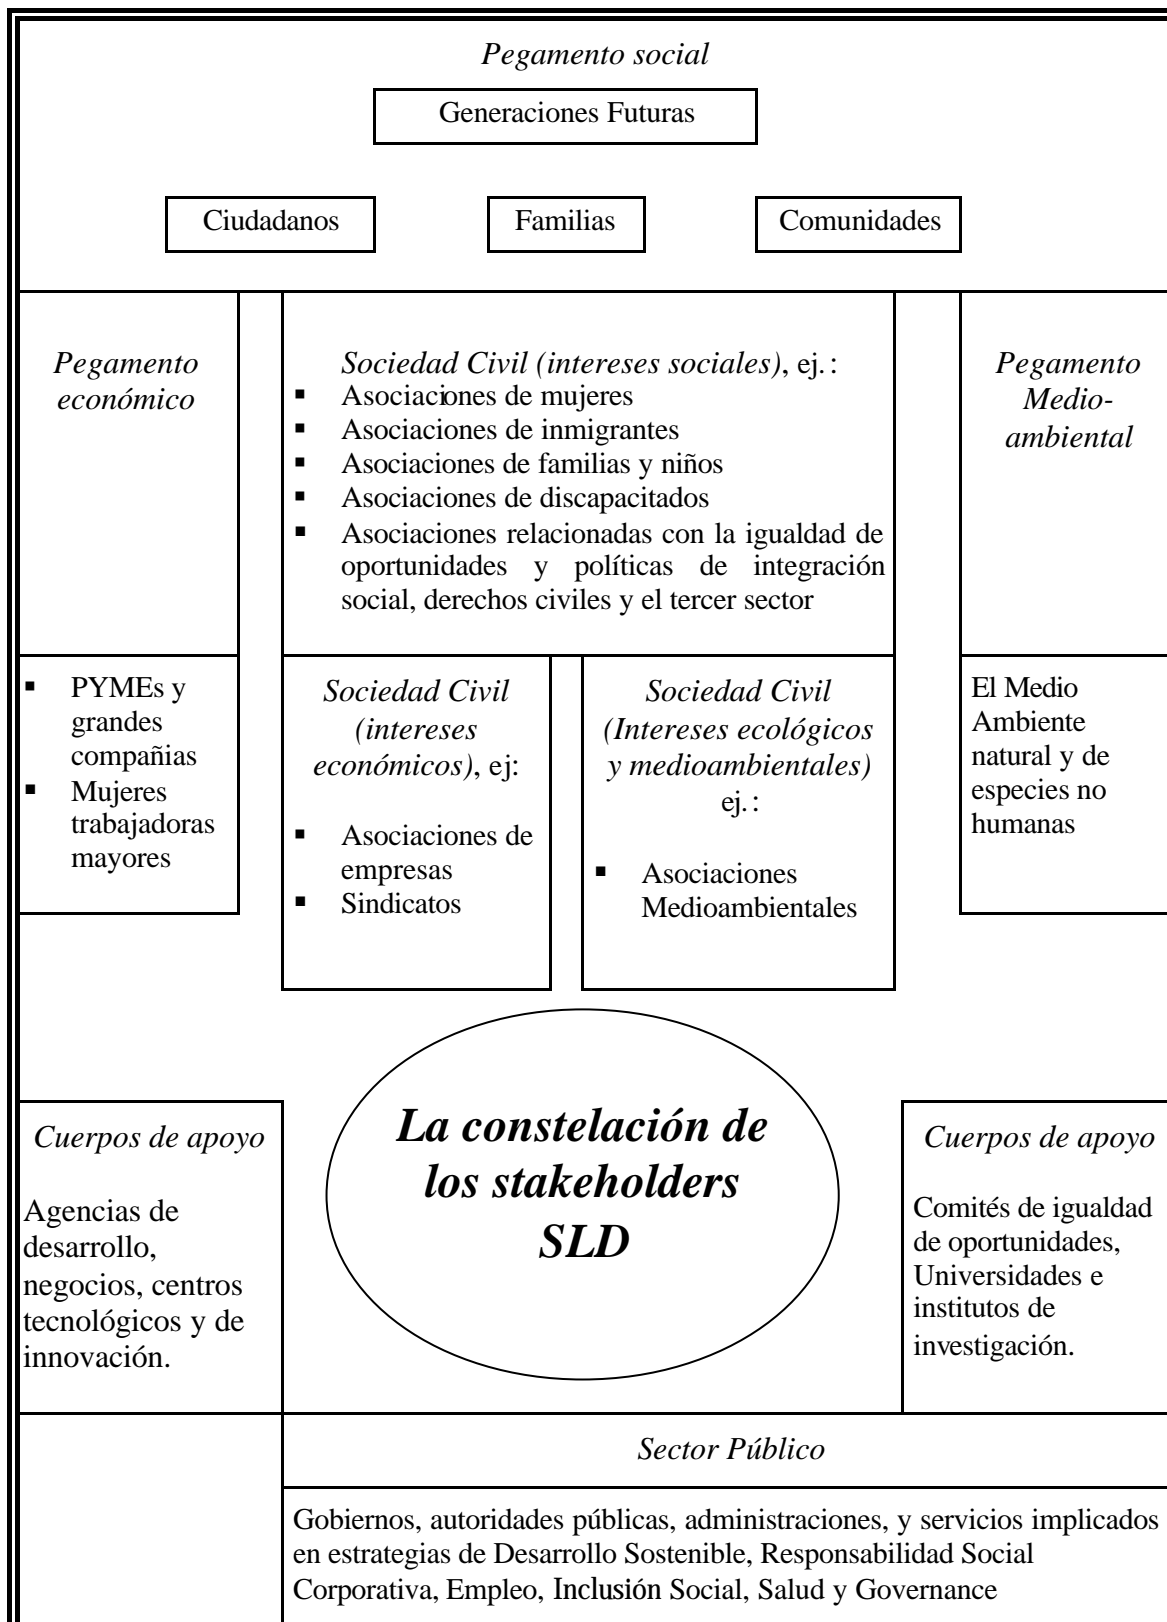 Pegamento social
Generaciones Futuras
Ciudadanos
Familias
Comunidades
Pegamento
económico
Sociedad Civil (intereses sociales), ej.:
▪ Asociaciones de mujeres
▪ Asociaciones de inmigrantes
▪ Asociaciones de familias y niños
▪ Asociaciones de discapacitados
▪ Asociaciones relacionadas con la igualdad de
oportunidades y políticas de integración
social, derechos civiles y el tercer sector
Pegamento
Medio-
ambiental
▪ PYMEs y
grandes
compañias
▪ Mujeres
trabajadoras
mayores
Sociedad Civil
(intereses
económicos), ej:
▪ Asociaciones de
empresas
▪ Sindicatos
Sociedad Civil
(Intereses ecológicos
y medioambientales)
ej.:
▪ Asociaciones
Medioambientales
El Medio
Ambiente
natural y de
especies no
humanas
La constelación de
los stakeholders
SLD
Cuerpos de apoyo
Agencias de
desarrollo,
negocios, centros
tecnológicos y de
innovación.
Cuerpos de apoyo
Comités de igualdad
de oportunidades,
Universidades e
institutos de
investigación.
Sector Público
Gobiernos, autoridades públicas, administraciones, y servicios implicados
en estrategias de Desarrollo Sostenible, Responsabilidad Social
Corporativa, Empleo, Inclusión Social, Salud y Governance